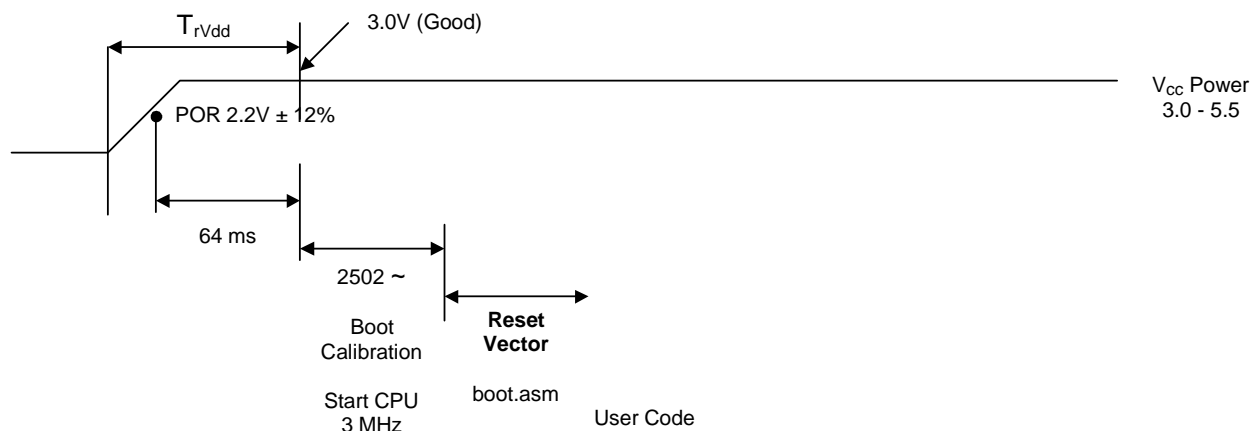 TrVdd
3.0V (Good)
POR 2.2V ± 12%
VCC Power
3.0 - 5.5
64 ms
2502 ~
Boot
Calibration
Start CPU
3 MHz
Reset
Vector
boot.asm
User Code